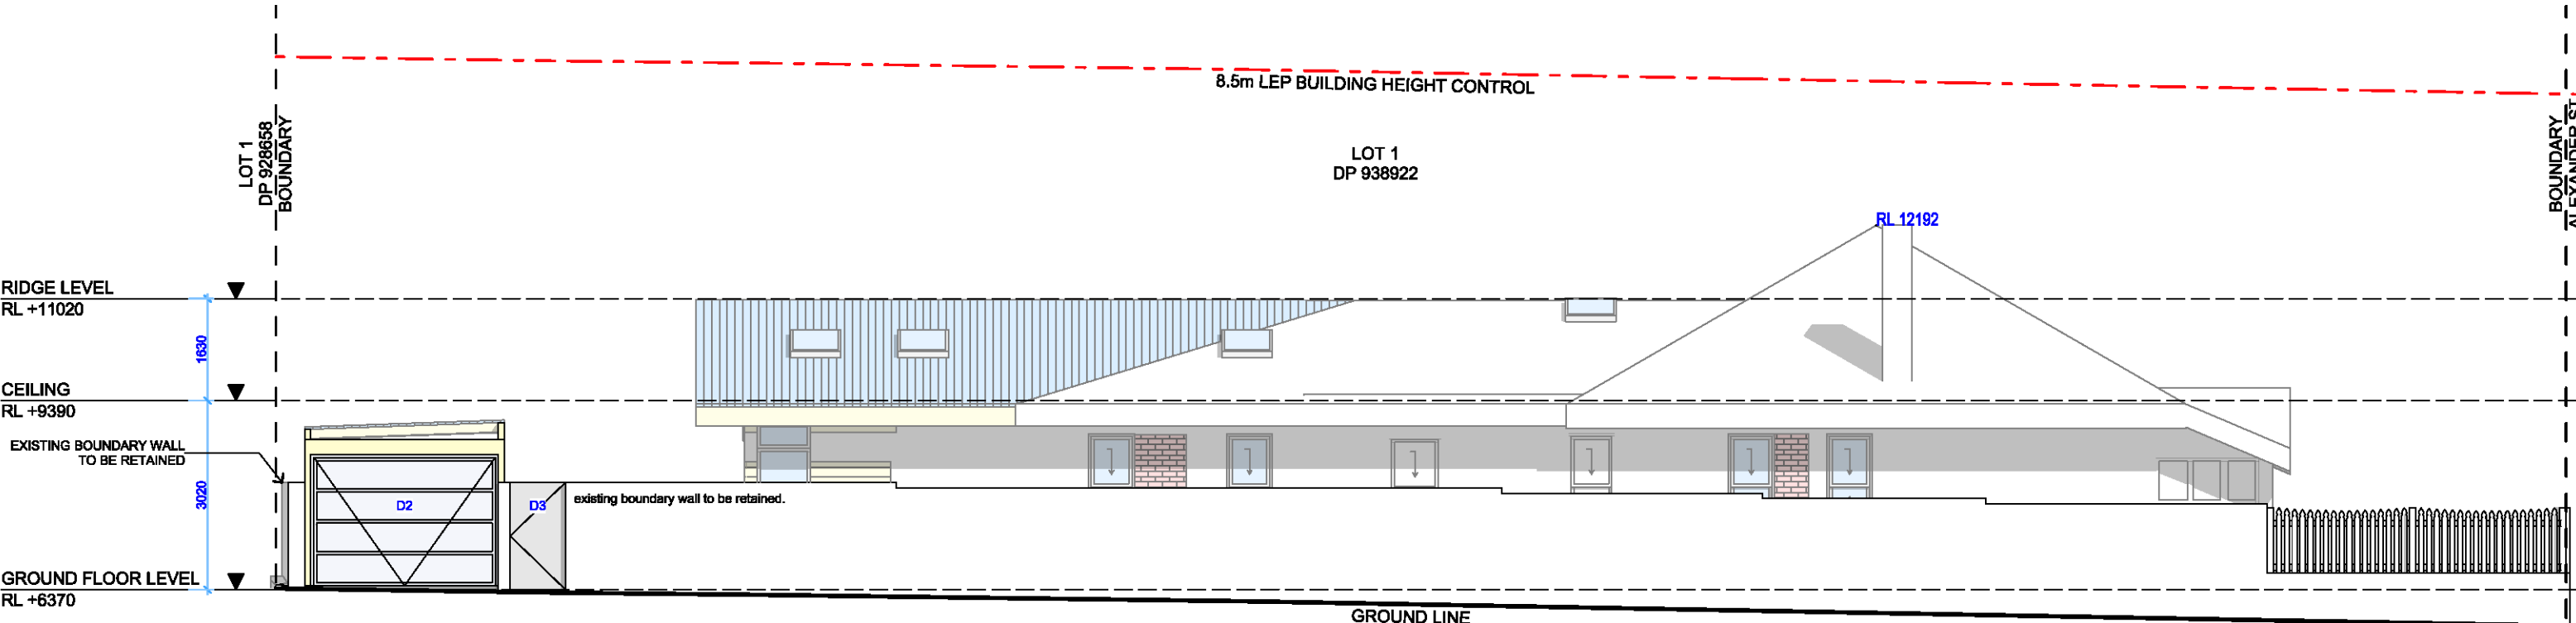 8.5m LEP BUILDING HEIGHT CONTROL
LOT 1
DP 928658
BOUNDARY
LOT 1
DP 938922
BOUNDARY
ALEXANDER ST
RL 12192
RIDGE LEVEL
RL +11020
1630
CEILING
RL +9390
EXISTING BOUNDARY WALL
TO BE RETAINED
3020
D2
D3
existing boundary wall to be retained.
GROUND FLOOR LEVEL
RL +6370
GROUND LINE